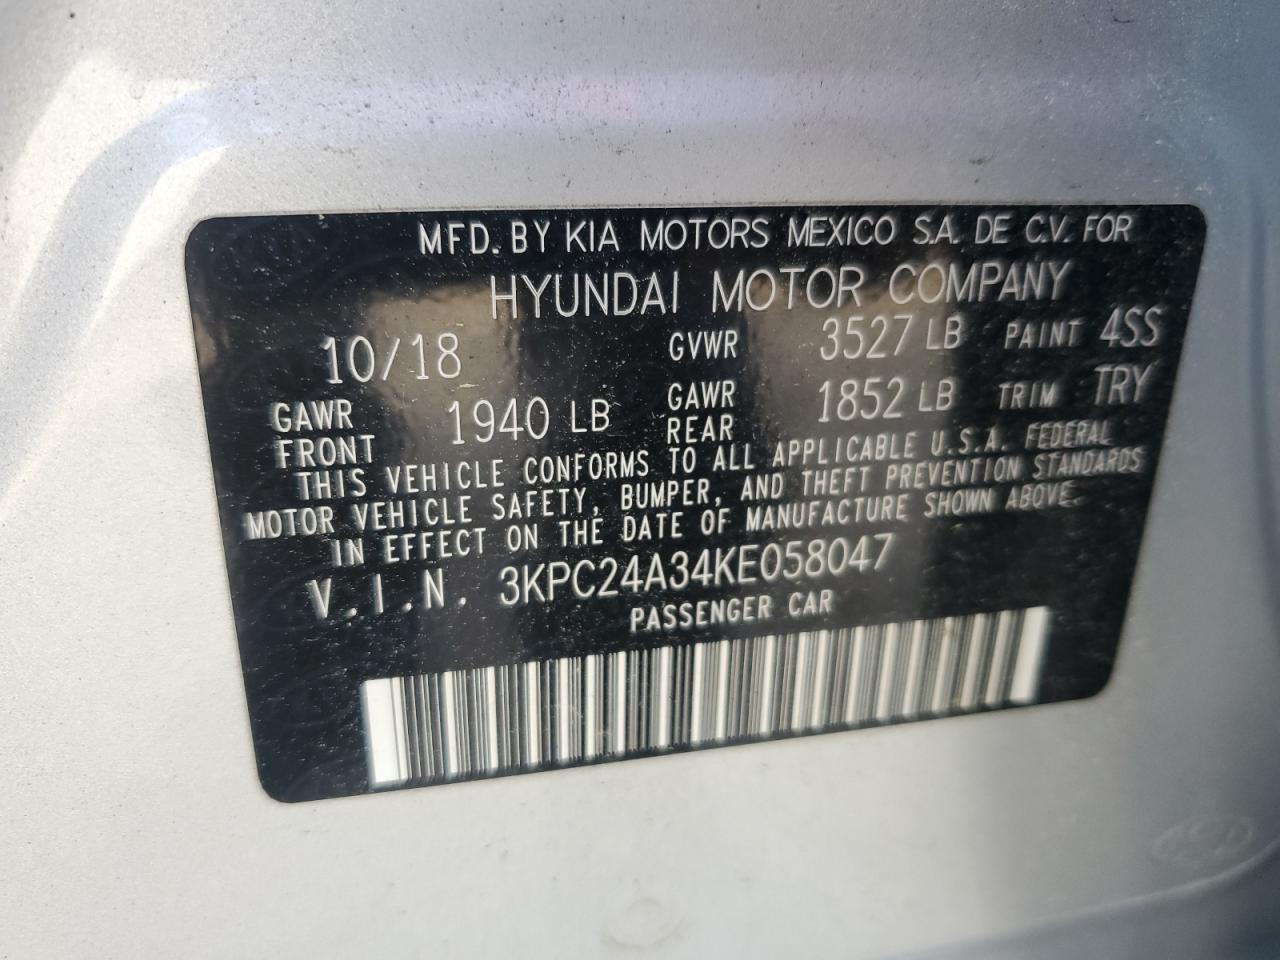 MFD. BY KIA MOTORS MEXICO S.A. DE C.V. FOR
HYUNDAI MOTOR COMPANY
10/18 GVWR 3527 LB PAINT 4SS
GAWR FRONT 1940 LB GAWR REAR 1852 LB TRIM TRY
THIS VEHICLE CONFORMS TO ALL APPLICABLE U.S.A. FEDERAL
MOTOR VEHICLE SAFETY, BUMPER, AND THEFT PREVENTION STANDARDS
IN EFFECT ON THE DATE OF MANUFACTURE SHOWN ABOVE.
V.I.N. 3KPC24A34KE058047
PASSENGER CAR